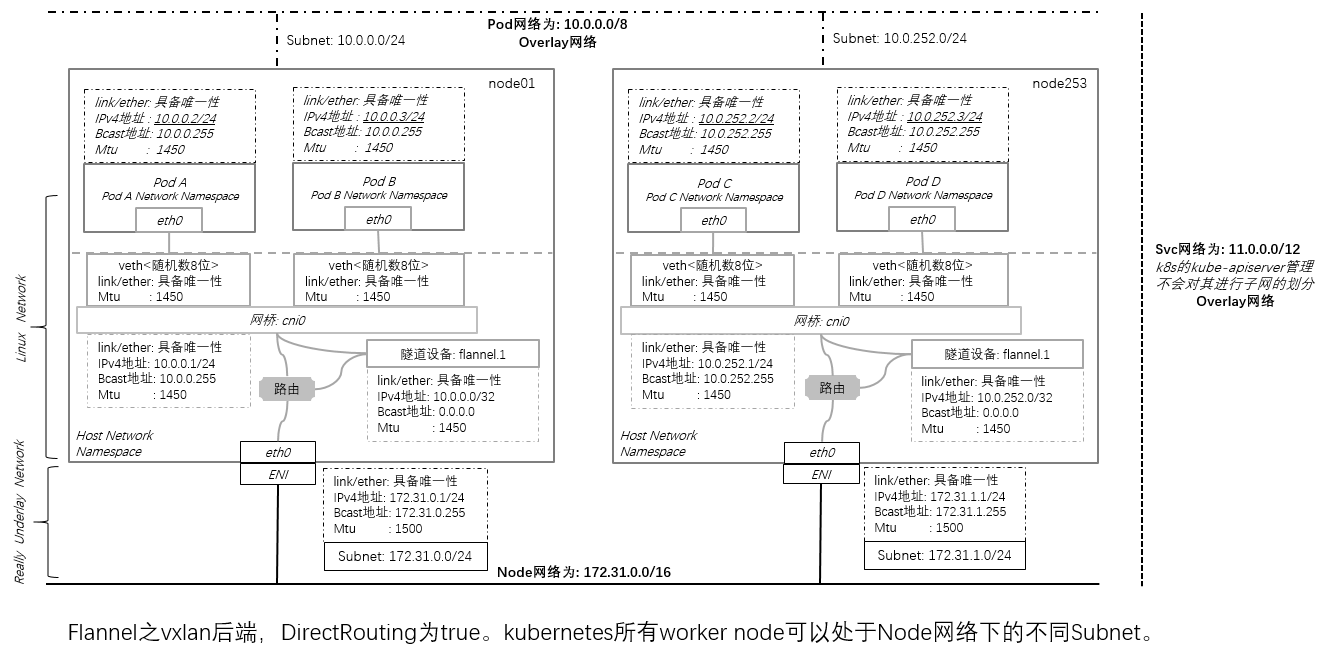 Pod网络为: 10.0.0.0/8
Overlay网络
Subnet: 10.0.0.0/24
Subnet: 10.0.252.0/24
node01
link/ether: 具备唯一性
IPv4地址 : 10.0.0.2/24
Bcast地址: 10.0.0.255
Mtu : 1450
link/ether: 具备唯一性
IPv4地址 : 10.0.0.3/24
Bcast地址: 10.0.0.255
Mtu : 1450
Pod A
Pod A Network Namespace
eth0
Pod B
Pod B Network Namespace
eth0
veth<随机数8位>
link/ether: 具备唯一性
Mtu : 1450
veth<随机数8位>
link/ether: 具备唯一性
Mtu : 1450
网桥: cni0
link/ether: 具备唯一性
IPv4地址: 10.0.0.1/24
Bcast地址: 10.0.0.255
Mtu : 1450
路由
隧道设备: flannel.1
link/ether: 具备唯一性
IPv4地址: 10.0.0.0/32
Bcast地址: 0.0.0.0
Mtu : 1450
Host Network
Namespace
eth0
ENI
link/ether: 具备唯一性
IPv4地址: 172.31.0.1/24
Bcast地址: 172.31.0.255
Mtu : 1500
Subnet: 172.31.0.0/24
node253
link/ether: 具备唯一性
IPv4地址 : 10.0.252.2/24
Bcast地址: 10.0.252.255
Mtu : 1450
link/ether: 具备唯一性
IPv4地址 : 10.0.252.3/24
Bcast地址: 10.0.252.255
Mtu : 1450
Pod C
Pod C Network Namespace
eth0
Pod D
Pod D Network Namespace
eth0
veth<随机数8位>
link/ether: 具备唯一性
Mtu : 1450
veth<随机数8位>
link/ether: 具备唯一性
Mtu : 1450
网桥: cni0
link/ether: 具备唯一性
IPv4地址: 10.0.252.1/24
Bcast地址: 10.0.252.255
Mtu : 1450
路由
隧道设备: flannel.1
link/ether: 具备唯一性
IPv4地址: 10.0.252.0/32
Bcast地址: 0.0.0.0
Mtu : 1450
Host Network
Namespace
eth0
ENI
link/ether: 具备唯一性
IPv4地址: 172.31.1.1/24
Bcast地址: 172.31.1.255
Mtu : 1500
Subnet: 172.31.1.0/24
Linux Network
Really Underlay Network
Node网络为: 172.31.0.0/16
Svc网络为: 11.0.0.0/12
k8s的kube-apiserver管理
不会对其进行子网的划分
Overlay网络
Flannel之vxlan后端，DirectRouting为true。kubernetes所有worker node可以处于Node网络下的不同Subnet。